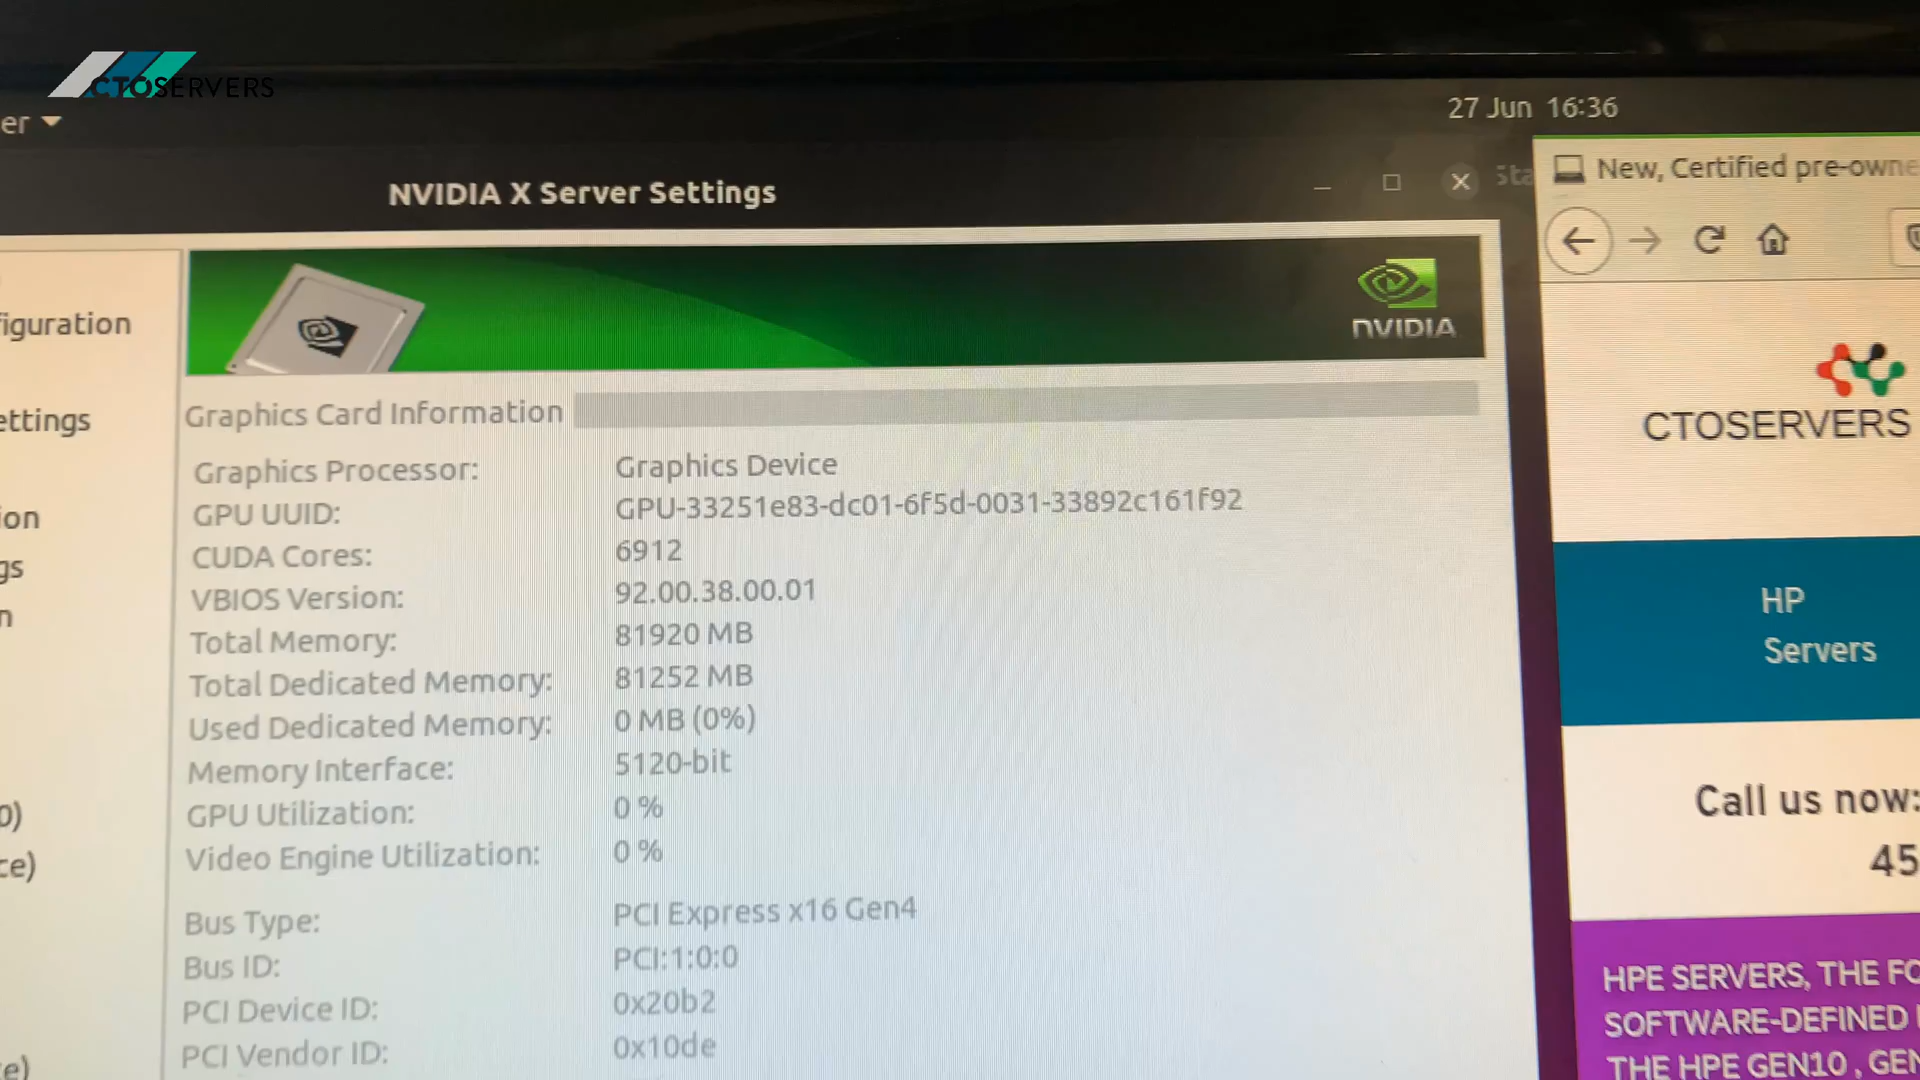 CTOSERVERS
er
27 Jun 16:36
NVIDIA X Server Settings
New, Certified pre-owne
iguration
NVIDIA
ettings
CTOSERVERS
Graphics Card Information
Graphics Processor: Graphics Device
GPU UUID: GPU-33251e83-dc01-6f5d-0031-33892c161f92
ion
CUDA Cores: 6912
gs
VBIOS Version: 92.00.38.00.01
n
Total Memory: 81920 MB
Total Dedicated Memory: 81252 MB
Used Dedicated Memory: 0 MB (0%)
Memory Interface: 5120-bit
GPU Utilization: 0 %
Video Engine Utilization: 0 %
ce)
Bus Type: PCI Express x16 Gen4
Bus ID: PCI:1:0:0
PCI Device ID: 0x20b2
PCI Vendor ID: 0x10de
e)
HP
Servers
Call us now:
45
HPE SERVERS, THE FO
SOFTWARE-DEFINED
THE HPE GEN10 , GEN